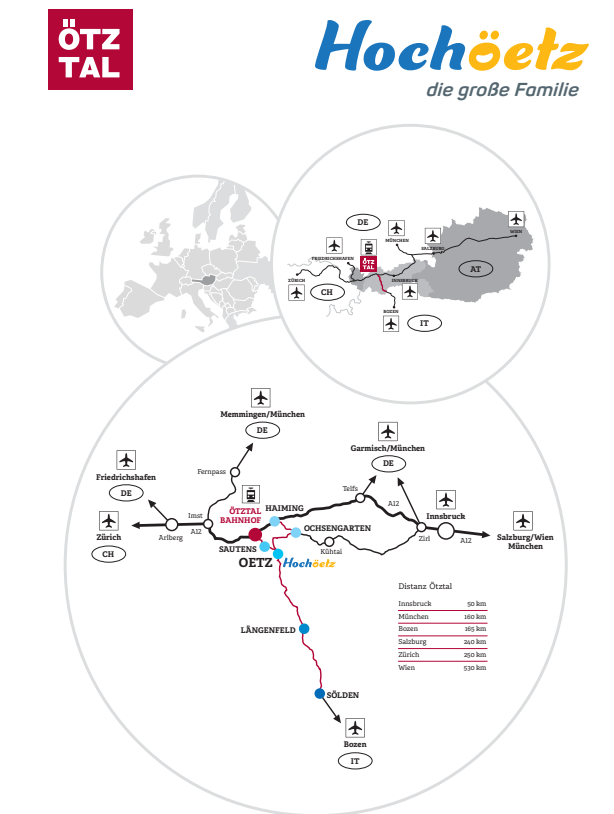 ÖTZ
TAL
Hochöetz
die große Familie
DE
MÜNCHEN
SALZBURG
WIEN
FRIEDRICHSHAFEN
ÖTZ
TAL
AT
ZÜRICH
CH
INNSBRUCK
BOZEN
IT
Memmingen/München
DE
Garmisch/München
DE
Fernpass
Friedrichshafen
DE
Telfs
A12
Innsbruck
ÖTZTAL
BAHNHOF
HAIMING
Imst
Zürich
CH
Arlberg
A12
OCHSENGARTEN
Zirl
A12
Salzburg/Wien
München
SAUTENS
Kühtai
OETZ
Hochöetz
Distanz Ötztal
Innsbruck 50 km
München 160 km
Bozen 165 km
Salzburg 240 km
Zürich 250 km
Wien 530 km
LÄNGENFELD
SÖLDEN
Bozen
IT